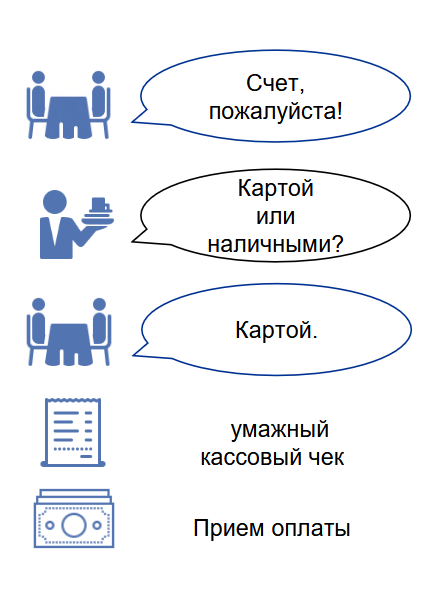 Счет,
пожалуйста!
Картой
или
наличными?
Картой.
умажный
кассовый чек
Прием оплаты